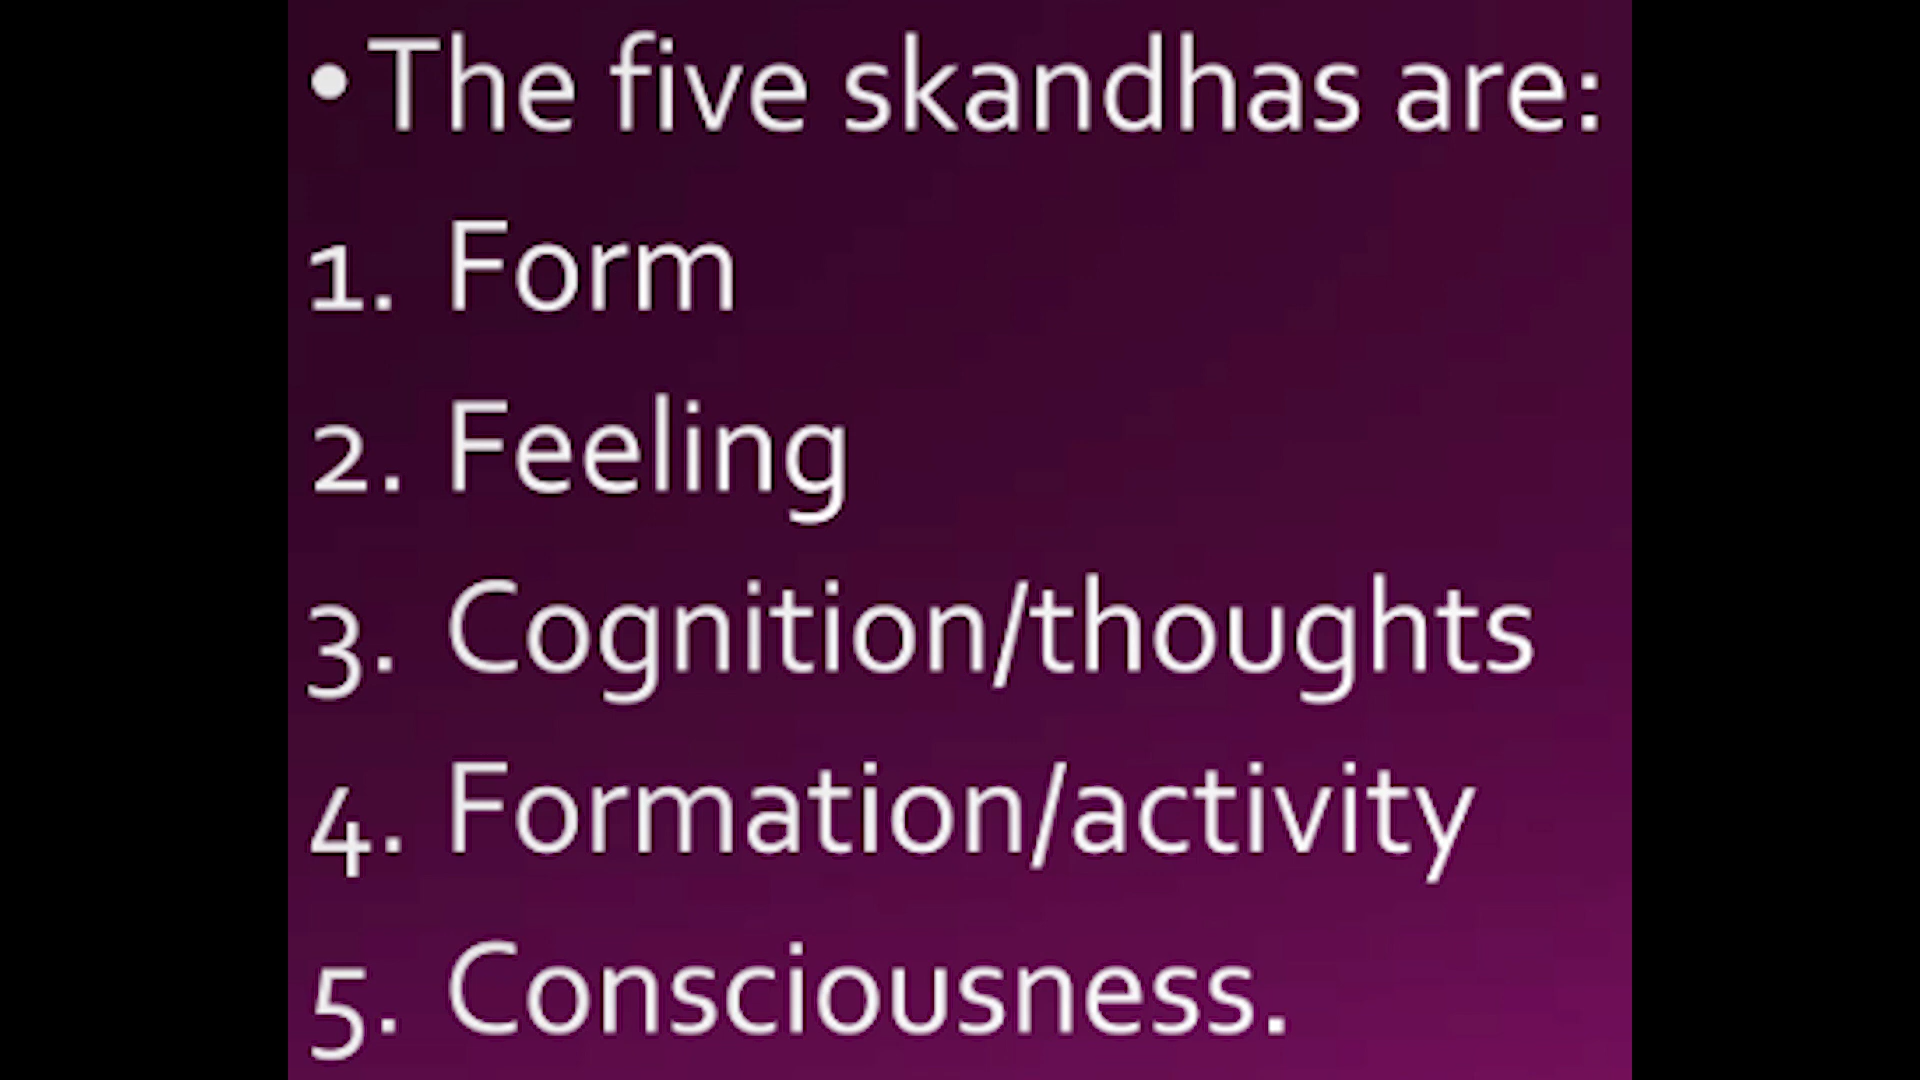 •The five skandhas are:
1. Form
2. Feeling
3. Cognition/thoughts
4. Formation/activity
5. Consciousness.